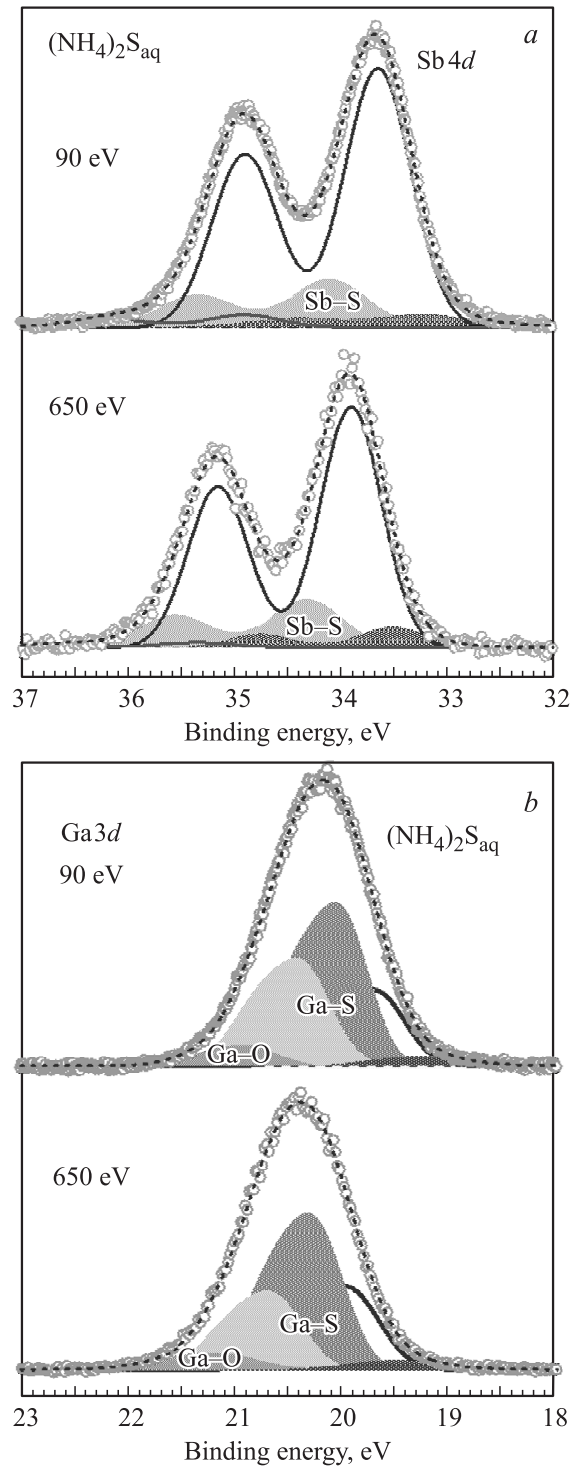 (NH₄)₂Sₐq
a
Sb 4d
90 eV
Sb–S
650 eV
Sb–S
37 36 35 34 33 32
Binding energy, eV
b
Ga 3d
(NH₄)₂Sₐq
90 eV
Ga–S
Ga–O
650 eV
Ga–S
Ga–O
23 22 21 20 19 18
Binding energy, eV